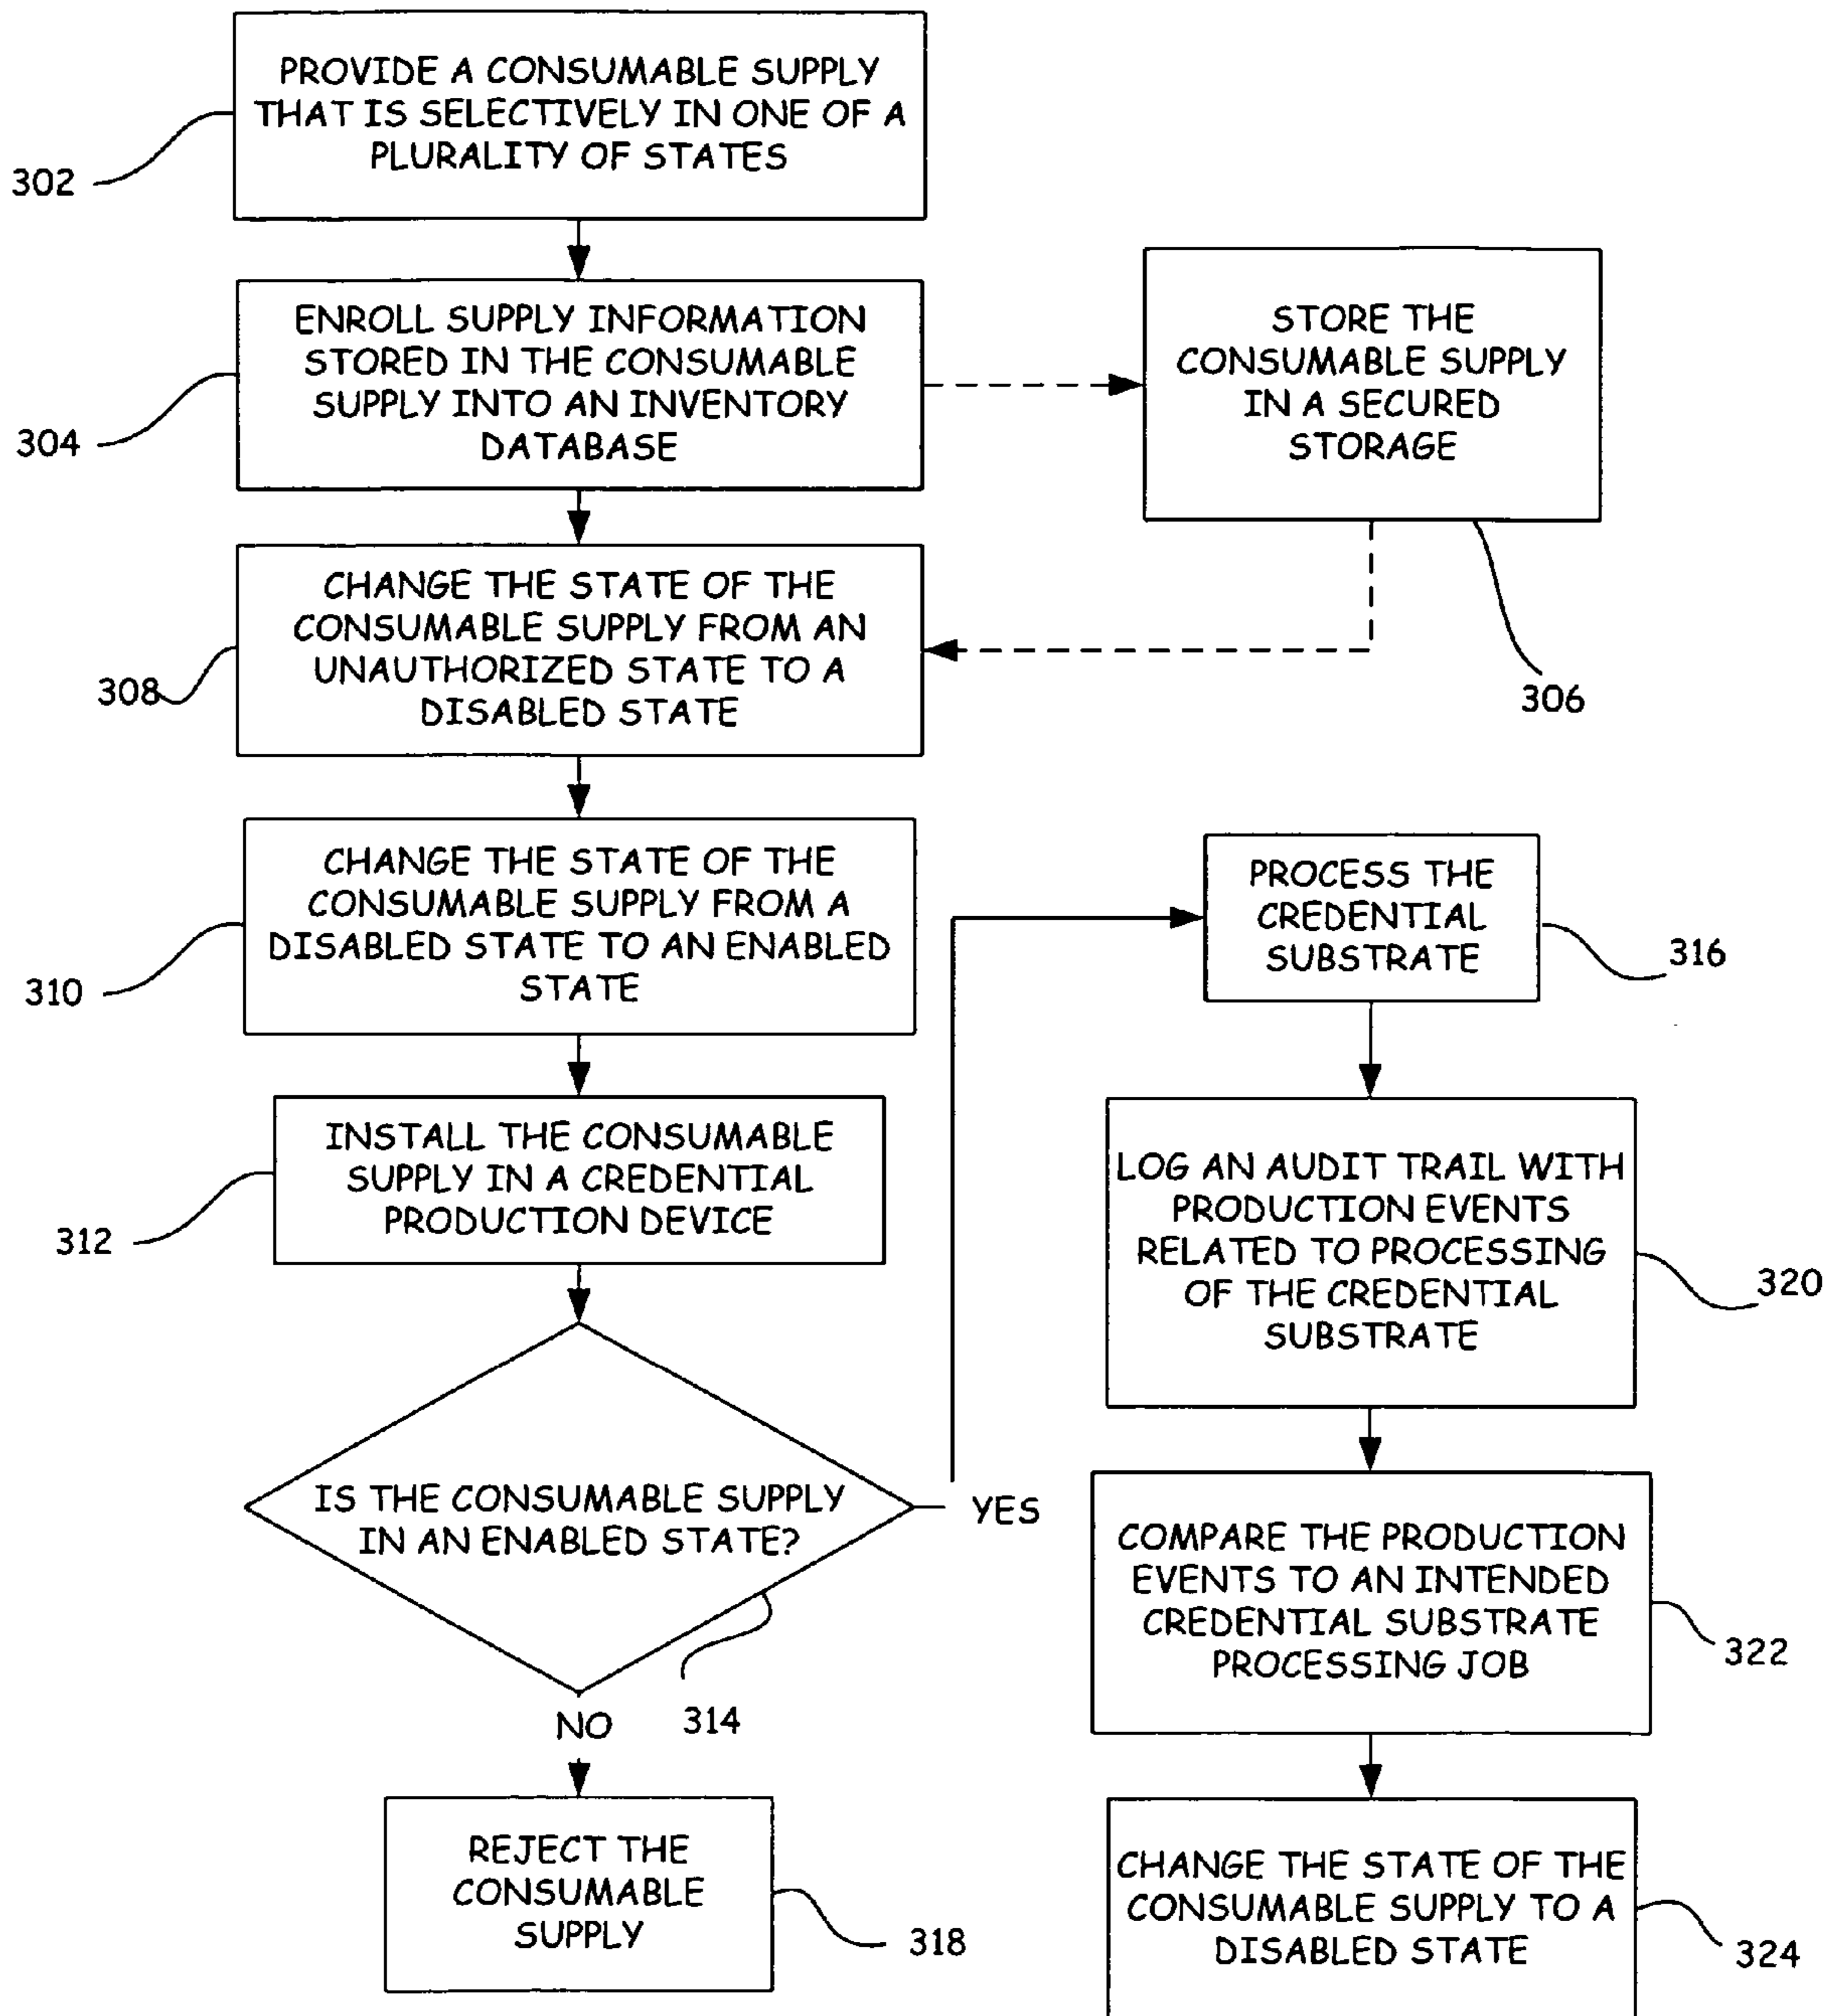 PROVIDE A CONSUMABLE SUPPLY
THAT IS SELECTIVELY IN ONE OF A
PLURALITY OF STATES
302
ENROLL SUPPLY INFORMATION
STORED IN THE CONSUMABLE
SUPPLY INTO AN INVENTORY
DATABASE
304
STORE THE
CONSUMABLE SUPPLY
IN A SECURED
STORAGE
306
CHANGE THE STATE OF THE
CONSUMABLE SUPPLY FROM AN
UNAUTHORIZED STATE TO A
DISABLED STATE
308
CHANGE THE STATE OF THE
CONSUMABLE SUPPLY FROM A
DISABLED STATE TO AN ENABLED
STATE
310
INSTALL THE CONSUMABLE
SUPPLY IN A CREDENTIAL
PRODUCTION DEVICE
312
IS THE CONSUMABLE SUPPLY
IN AN ENABLED STATE?
YES
NO
314
REJECT THE
CONSUMABLE
SUPPLY
318
PROCESS THE
CREDENTIAL
SUBSTRATE
316
LOG AN AUDIT TRAIL WITH
PRODUCTION EVENTS
RELATED TO PROCESSING
OF THE CREDENTIAL
SUBSTRATE
320
COMPARE THE PRODUCTION
EVENTS TO AN INTENDED
CREDENTIAL SUBSTRATE
PROCESSING JOB
322
CHANGE THE STATE OF THE
CONSUMABLE SUPPLY TO A
DISABLED STATE
324